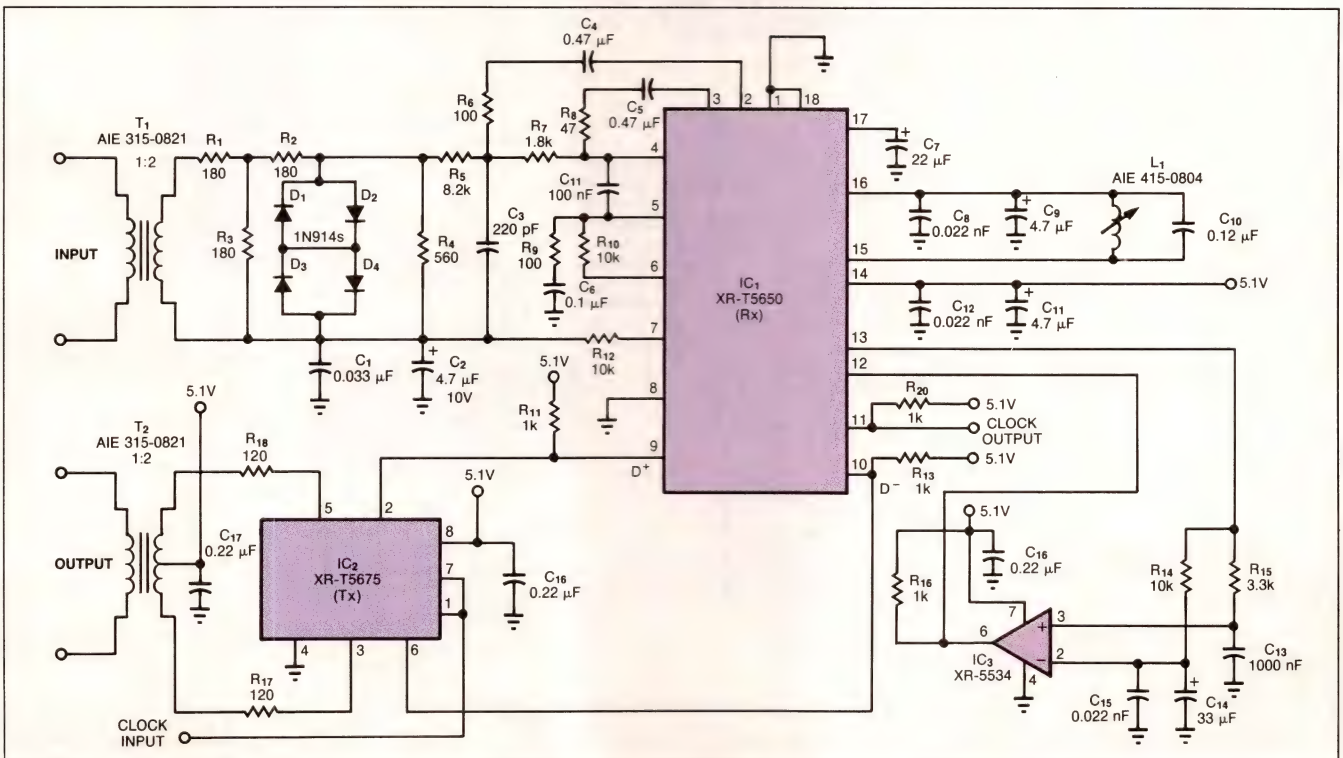 C4
0.47 µF
C5
0.47 µF
R6
100
R8
47
3
2
1
18
T1
AIE 315-0821
1:2
R1
180
R2
180
R5
8.2k
R7
1.8k
4
17
C7
22 µF
D1
D2
1N914s
D3
D4
INPUT
R3
180
R4
560
C3
220 pF
C11
100 nF
5
R9
100
R10
10k
6
C6
0.1 µF
IC1
XR-T5650
(Rx)
16
C8
0.022 nF
C9
4.7 µF
L1
AIE 415-0804
C10
0.12 µF
15
14
C12
0.022 nF
C11
4.7 µF
5.1V
C1
0.033 µF
C2
4.7 µF
10V
R12
10k
7
13
12
8
R20
1k
5.1V
CLOCK
OUTPUT
11
5.1V
R11
1k
9
D+
10
D−
R13
1k
5.1V
T2
AIE 315-0821
1:2
5.1V
R18
120
5
2
5.1V
8
7
1
C16
0.22 µF
IC2
XR-T5675
(Tx)
C17
0.22 µF
OUTPUT
4
3
6
R17
120
CLOCK
INPUT
5.1V
C16
0.22 µF
R16
1k
7
6
3
+
2
−
4
IC3
XR-5534
R14
10k
R15
3.3k
C13
1000 nF
C15
0.022 nF
C14
33 µF